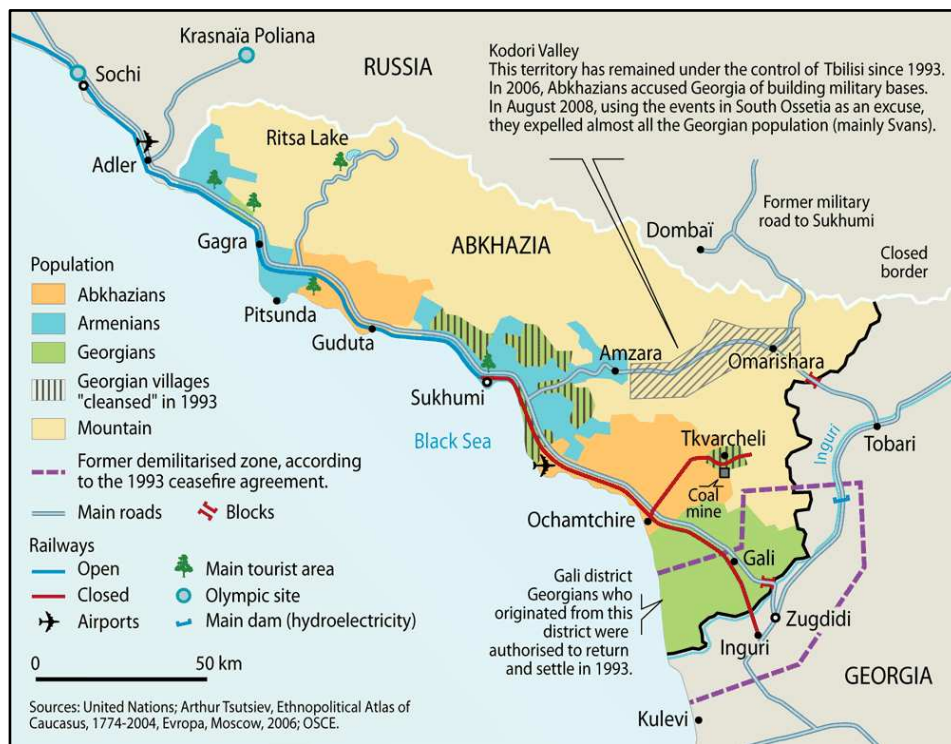 Krasnaïa Poliana
Sochi
RUSSIA
Kodori Valley
This territory has remained under the control of Tbilisi since 1993.
In 2006, Abkhazians accused Georgia of building military bases.
In August 2008, using the events in South Ossetia as an excuse,
they expelled almost all the Georgian population (mainly Svans).
Ritsa Lake
Adler
Former military
road to Sukhumi
Dombaï
Gagra
ABKHAZIA
Closed
border
Population
Abkhazians
Armenians
Georgians
Georgian villages
"cleansed" in 1993
Mountain
Former demilitarised zone, according
to the 1993 ceasefire agreement.
Main roads
Blocks
Railways
Open
Closed
Airports
Main tourist area
Olympic site
Main dam (hydroelectricity)
0 50 km
Sources: United Nations; Arthur Tsutsiev, Ethnopolitical Atlas of
Caucasus, 1774-2004, Evropa, Moscow, 2006; OSCE.
Pitsunda
Guduta
Amzara
Omarishara
Sukhumi
Black Sea
Tkvarcheli
Inguri
Tobari
Coal
mine
Ochamtchire
Gali
Gali district
Georgians who
originated from this
district were
authorised to return
and settle in 1993.
Zugdidi
Inguri
GEORGIA
Kulevi